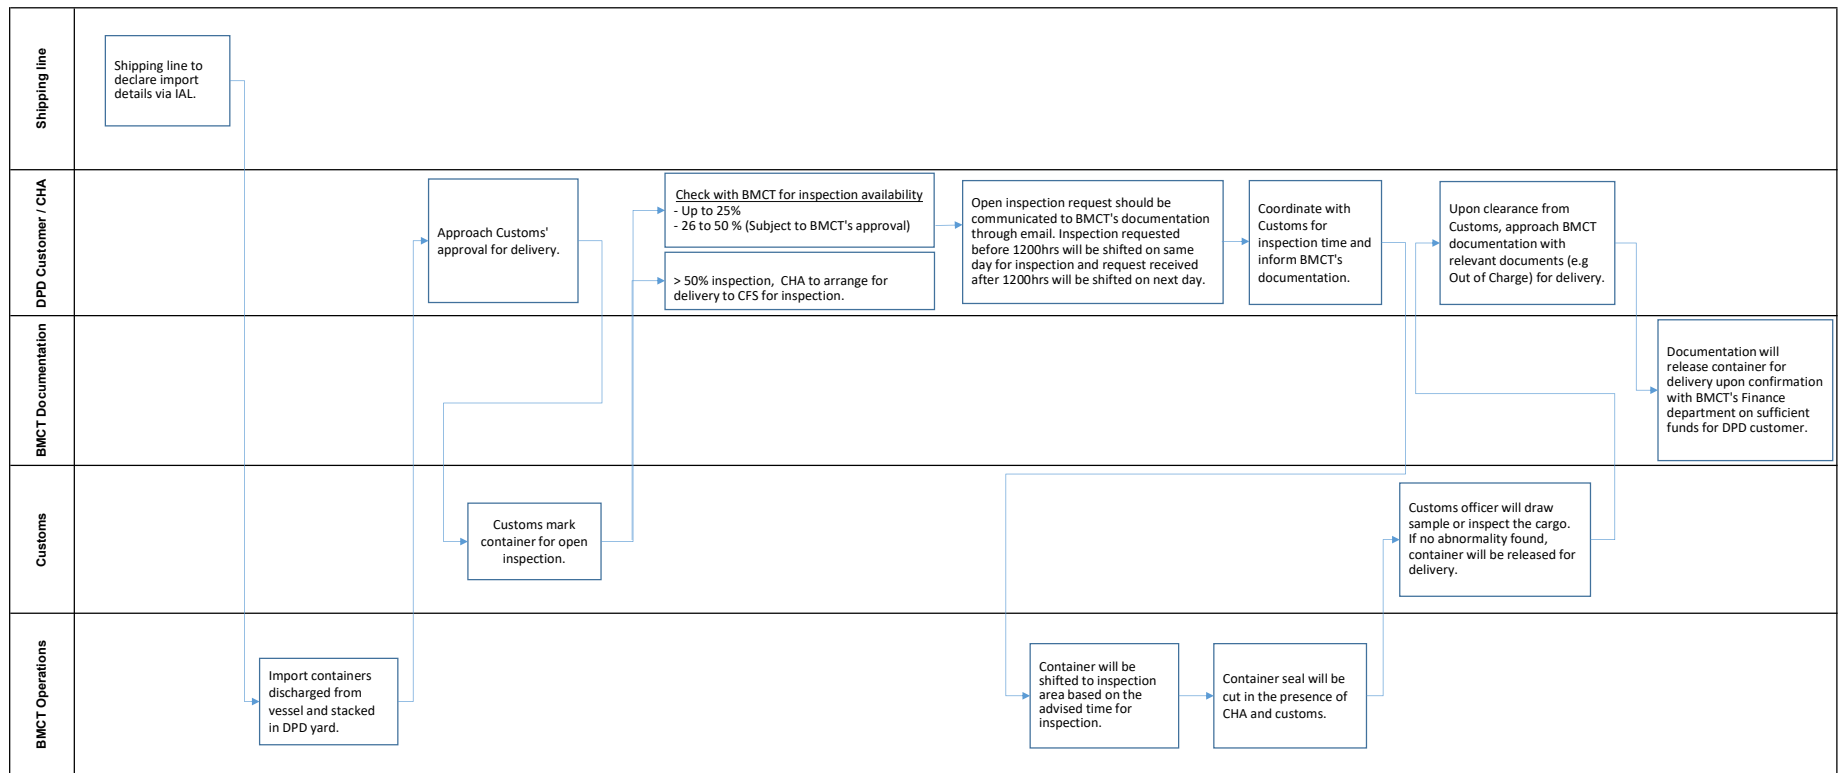 Shipping line
Shipping line to
declare import
details via IAL.
DPD Customer / CHA
Approach Customs'
approval for delivery.
Check with BMCT for inspection availability
- Up to 25%
- 26 to 50 % (Subject to BMCT's approval)
> 50% inspection, CHA to arrange for
delivery to CFS for inspection.
Open inspection request should be
communicated to BMCT's documentation
through email. Inspection requested
before 1200hrs will be shifted on same
day for inspection and request received
after 1200hrs will be shifted on next day.
Coordinate with
Customs for
inspection time and
inform BMCT's
documentation.
Upon clearance from
Customs, approach BMCT
documentation with
relevant documents (e.g
Out of Charge) for delivery.
BMCT Documentation
Documentation will
release container for
delivery upon confirmation
with BMCT's Finance
department on sufficient
funds for DPD customer.
Customs
Customs mark
container for open
inspection.
Customs officer will draw
sample or inspect the cargo.
If no abnormality found,
container will be released for
delivery.
BMCT Operations
Import containers
discharged from
vessel and stacked
in DPD yard.
Container will be
shifted to inspection
area based on the
advised time for
inspection.
Container seal will be
cut in the presence of
CHA and customs.